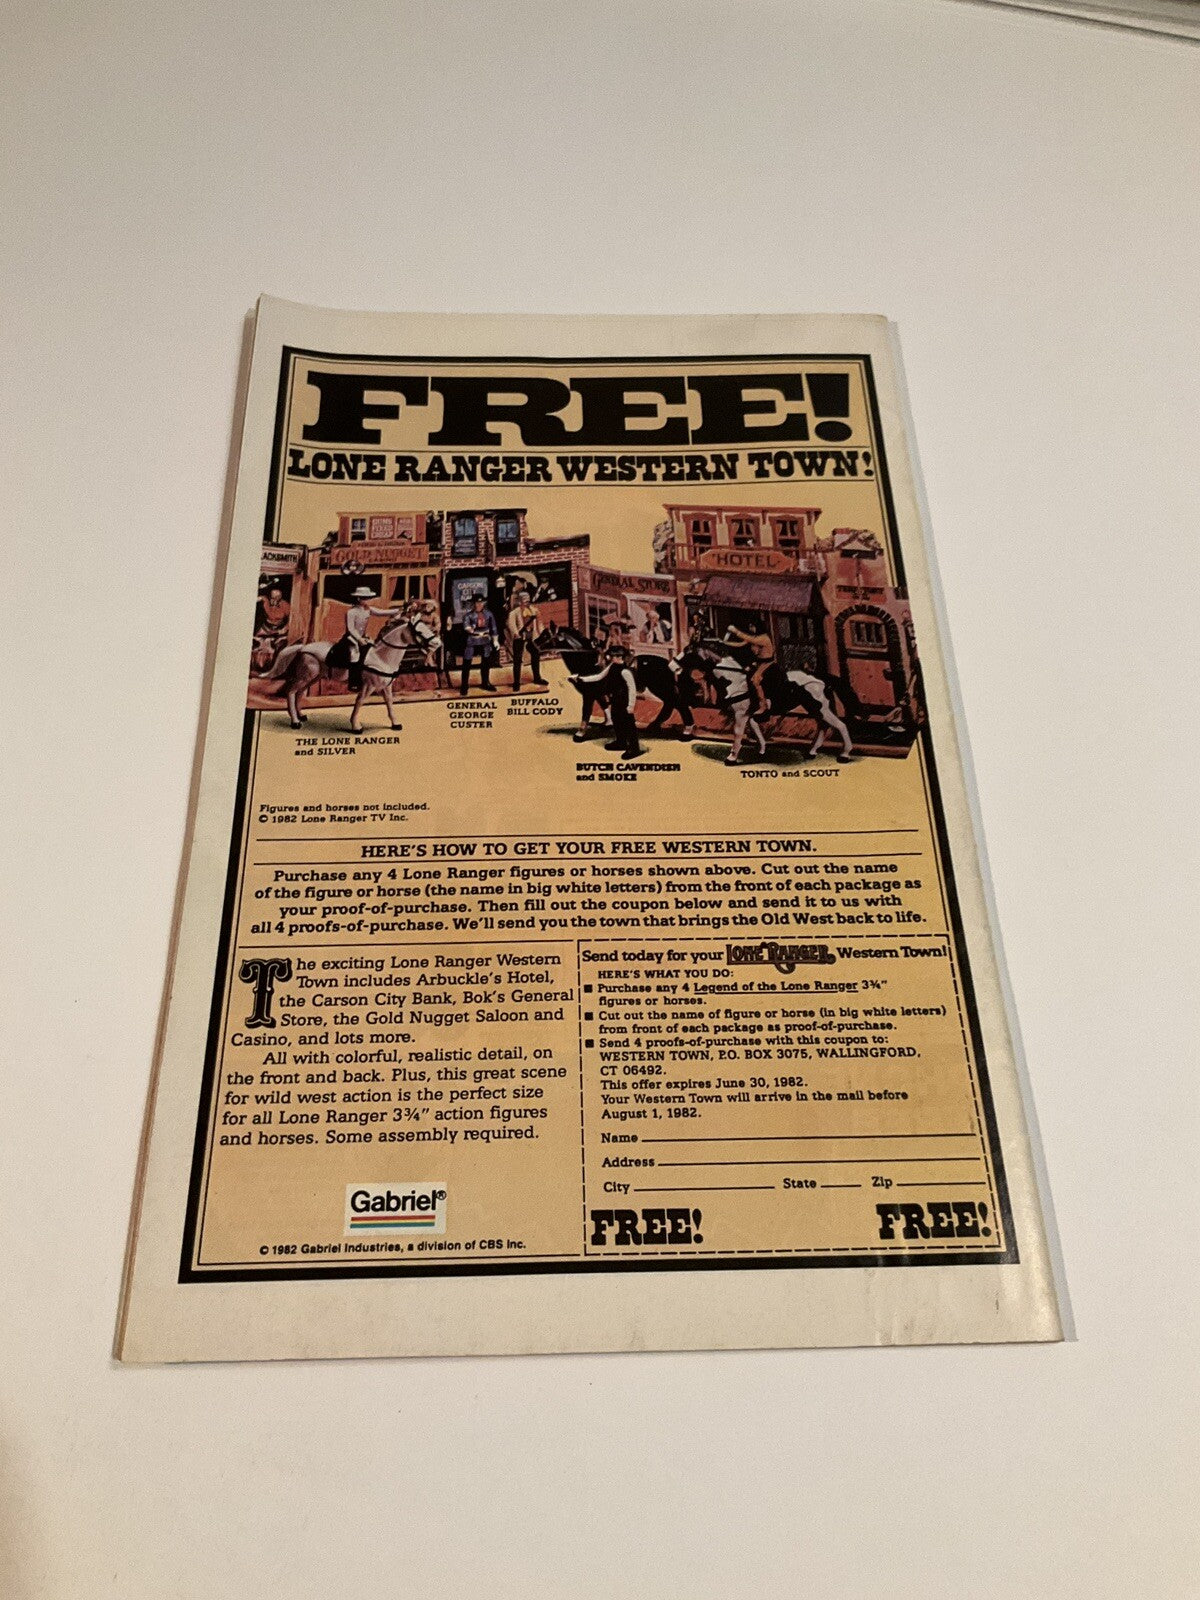 FREE!
LONE RANGER WESTERN TOWN!
GOLD NUGGET
CARSON
GENERAL STORE
HOTEL
THE LONE RANGER
and SILVER
GENERAL
GEORGE
CUSTER
BUFFALO
BILL CODY
BUTCH CAVENDISH
and SMOKE
TONTO and SCOUT
Figures and horses not included.
© 1982 Lone Ranger TV Inc.
HERE'S HOW TO GET YOUR FREE WESTERN TOWN.
Purchase any 4 Lone Ranger figures or horses shown above. Cut out the name
of the figure or horse (the name in big white letters) from the front of each package as
your proof-of-purchase. Then fill out the coupon below and send it to us with
all 4 proofs-of-purchase. We'll send you the town that brings the Old West back to life.
The exciting Lone Ranger Western
Town includes Arbuckle's Hotel,
the Carson City Bank, Bok's General
Store, the Gold Nugget Saloon and
Casino, and lots more.
All with colorful, realistic detail, on
the front and back. Plus, this great scene
for wild west action is the perfect size
for all Lone Ranger 3¾" action figures
and horses. Some assembly required.
Gabriel®
© 1982 Gabriel Industries, a division of CBS Inc.
Send today for your LONE RANGER Western Town!
HERE'S WHAT YOU DO:
■ Purchase any 4 Legend of the Lone Ranger 3¾"
figures or horses.
■ Cut out the name of figure or horse (in big white letters)
from front of each package as proof-of-purchase.
■ Send 4 proofs-of-purchase with this coupon to:
WESTERN TOWN, P.O. BOX 3075, WALLINGFORD,
CT 06492.
This offer expires June 30, 1982.
Your Western Town will arrive in the mail before
August 1, 1982.
Name
Address
City State Zip
FREE! FREE!